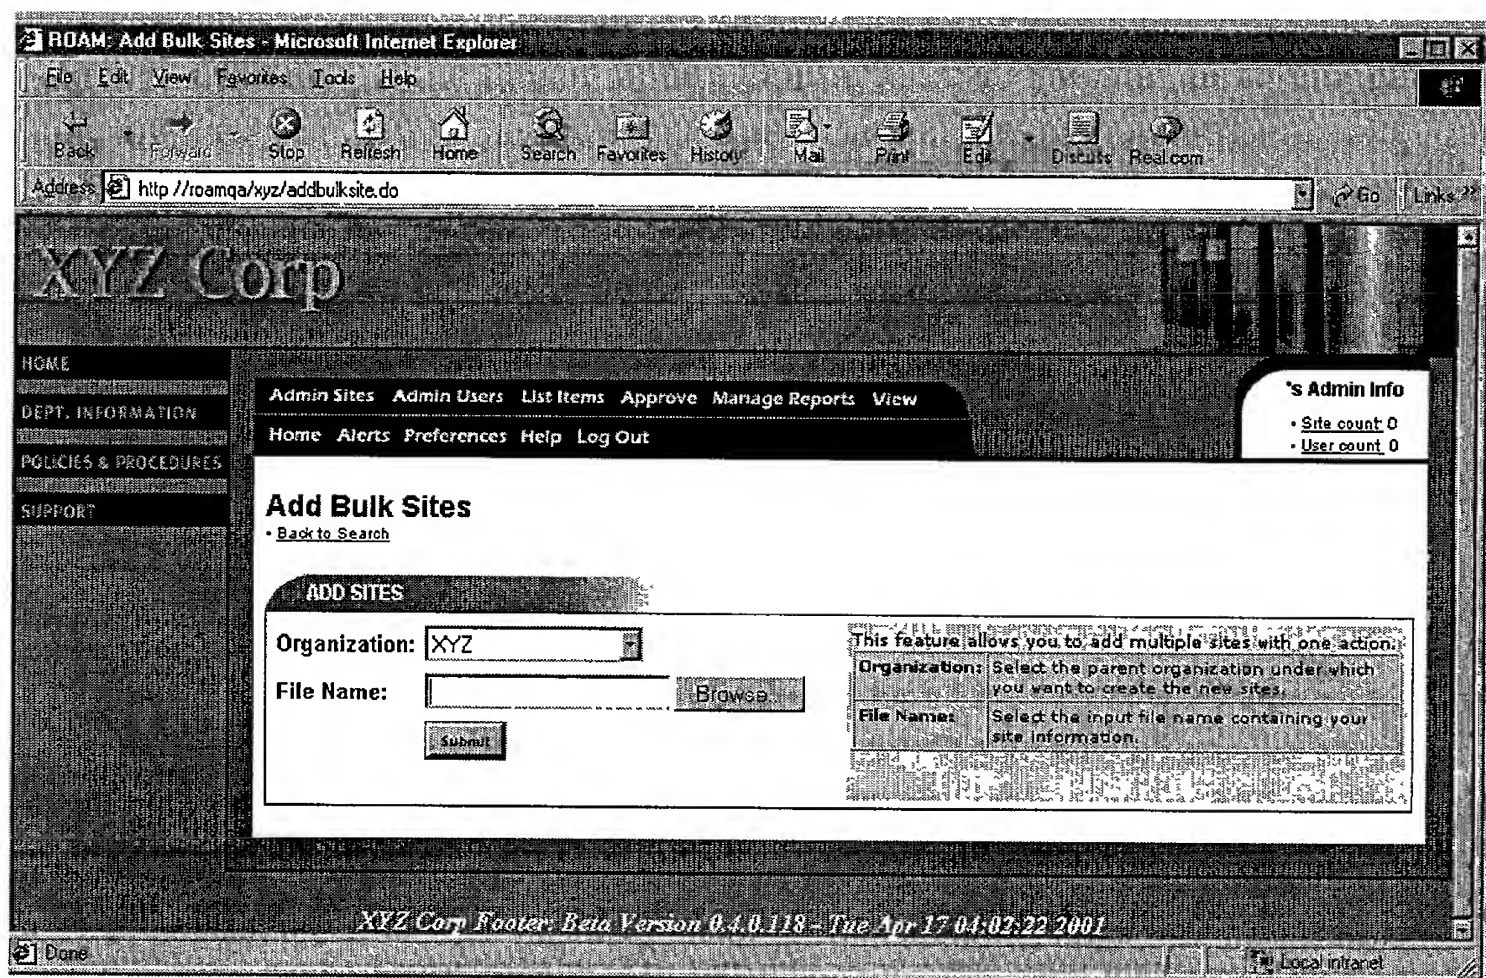 ROAM: Add Bulk Sites - Microsoft Internet Explorer
File Edit View Favorites Tools Help
Back Forward Stop Refresh Home Search Favorites History Mail Print Edit Discuss Real.com
Address http //roamqa/xyz/addbulksite.do Go Links »
XYZ Corp
HOME
DEPT. INFORMATION
POLICIES & PROCEDURES
SUPPORT
Admin Sites Admin Users List Items Approve Manage Reports View
Home Alerts Preferences Help Log Out
's Admin Info
• Site count: 0
• User count 0
Add Bulk Sites
• Back to Search
ADD SITES
Organization: XYZ
File Name: Browse...
Submit
This feature allows you to add multiple sites with one action.
Organization: Select the parent organization under which
you want to create the new sites.
File Name: Select the input file name containing your
site information.
XYZ Corp Footer: Beta Version 0.4.0.118 - Tue Apr 17 04:02:22 2001
Done Local intranet